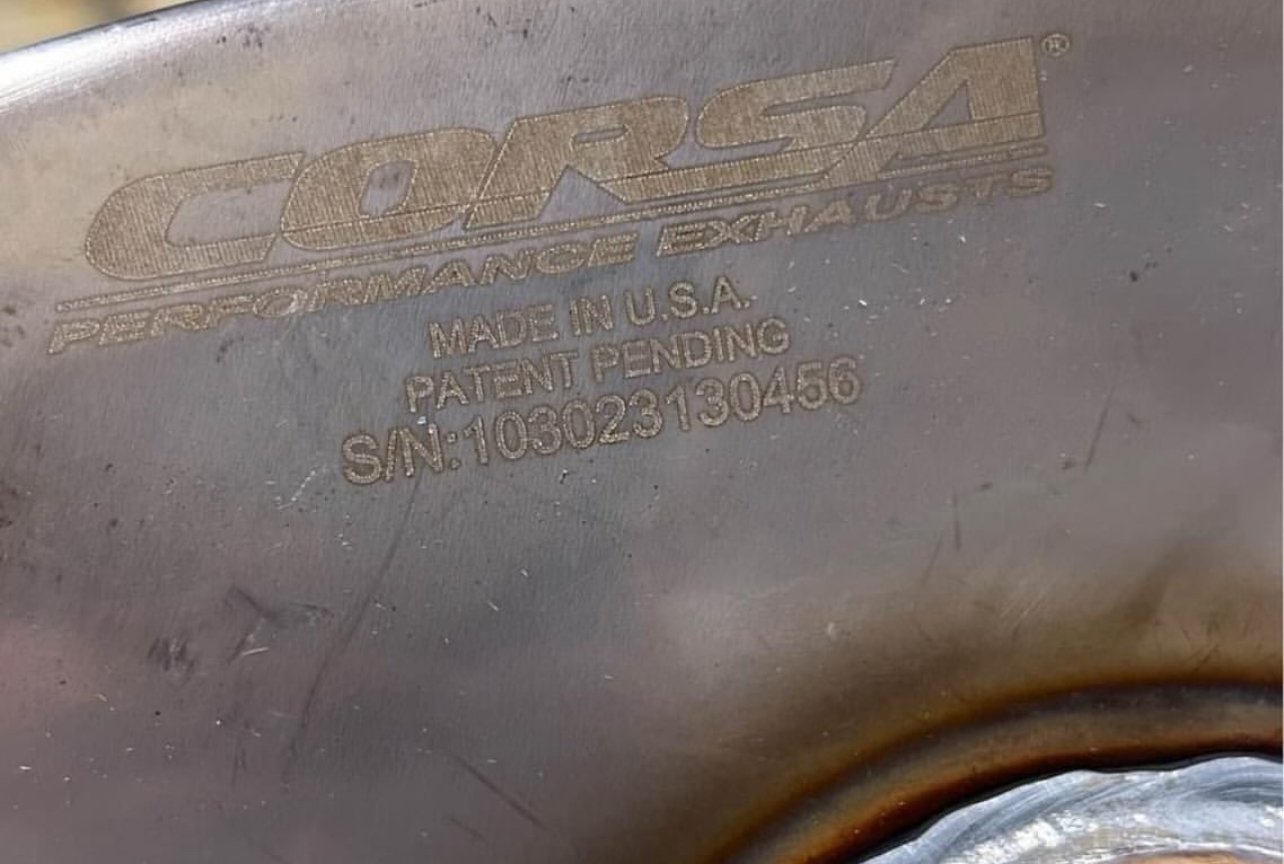 CORSA®
PERFORMANCE EXHAUSTS
MADE IN U.S.A.
PATENT PENDING
S/N:103023130456